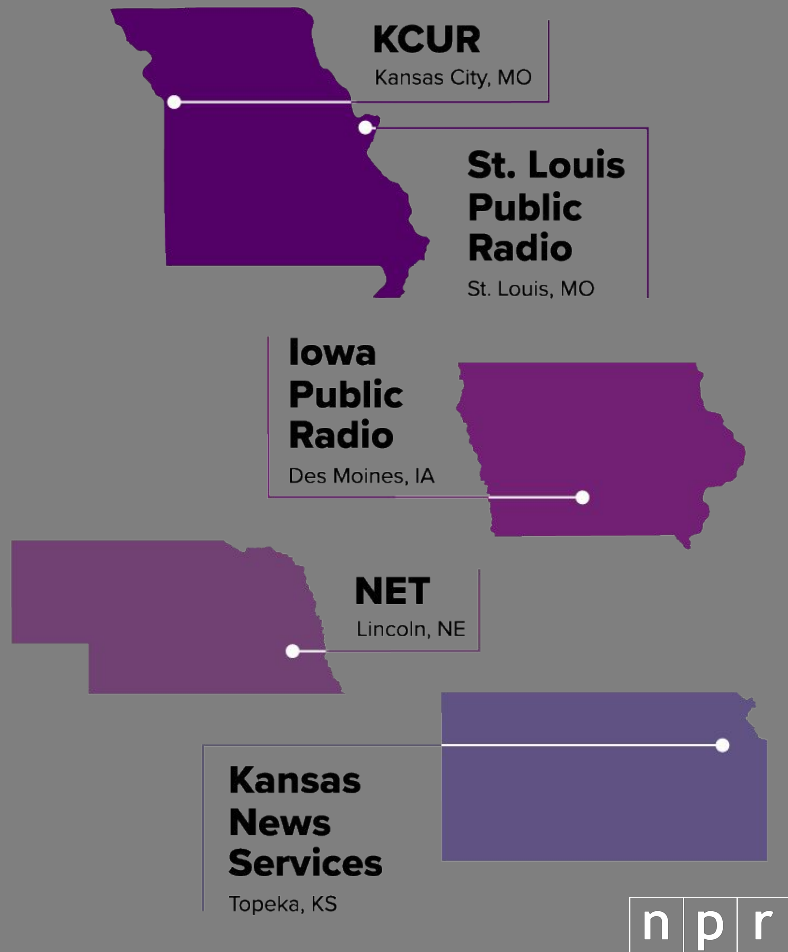 KCUR
Kansas City, MO
St. Louis
Public
Radio
St. Louis, MO
Iowa
Public
Radio
Des Moines, IA
NET
Lincoln, NE
Kansas
News
Services
Topeka, KS
npr